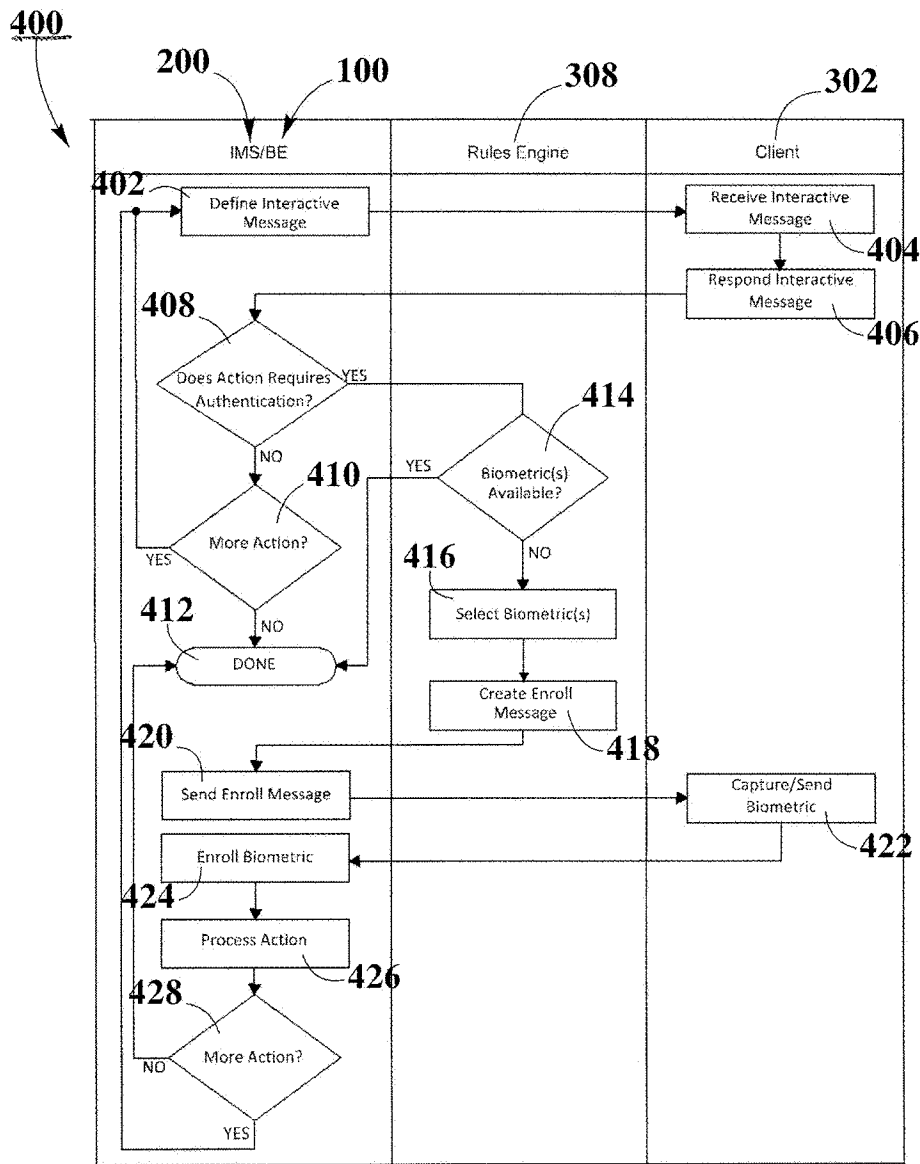 400
200
100
308
302
IMS/BE
Rules Engine
Client
402
Define Interactive
Message
Receive Interactive
Message
404
Respond Interactive
Message
406
408
Does Action Requires
Authentication?
YES
NO
414
Biometric(s)
Available?
YES
NO
410
More Action?
YES
NO
416
Select Biometric(s)
412
DONE
Create Enroll
Message
418
420
Send Enroll Message
Capture/Send
Biometric
422
Enroll Biometric
424
Process Action
426
428
More Action?
NO
YES